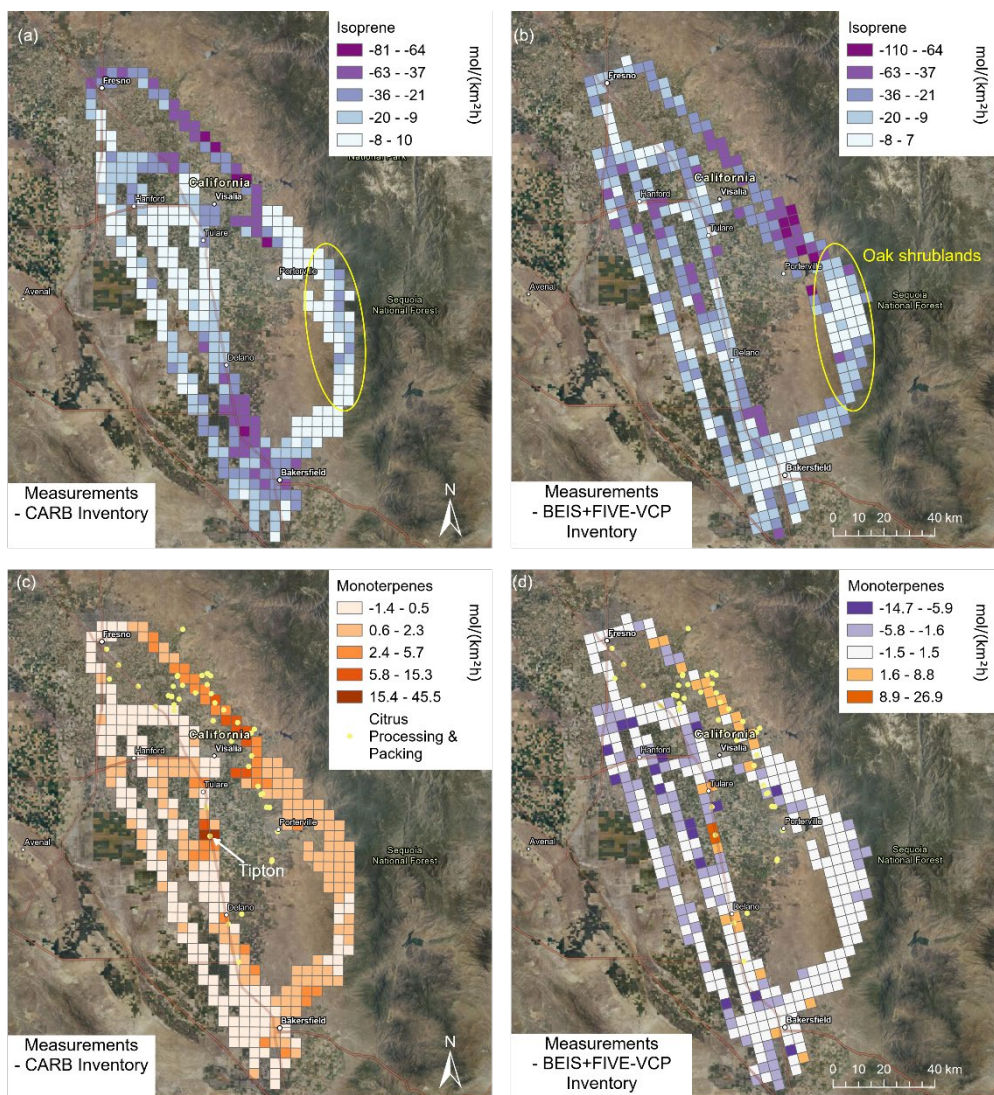 (a)
Isoprene
-81 - -64
-63 - -37
-36 - -21
-20 - -9
-8 - 10
mol/(km²h)
Fresno
National Park
California
Hanford
Visalia
Tulare
Porterville
Avenal
Sequoia
National Forest
Delano
Bakersfield
Measurements
- CARB Inventory
N
(b)
Isoprene
-110 - -64
-63 - -37
-36 - -21
-20 - -9
-8 - 7
mol/(km²h)
Fresno
California
Hanford
Visalia
Tulare
Oak shrublands
Porterville
Avenal
Sequoia
National Forest
Delano
Bakersfield
Measurements
- BEIS+FIVE-VCP
Inventory
0 10 20 40 km
(c)
Monoterpenes
-1.4 - 0.5
0.6 - 2.3
2.4 - 5.7
5.8 - 15.3
15.4 - 45.5
Citrus
Processing &
Packing
mol/(km²h)
Fresno
California
Hanford
Visalia
Tulare
Porterville
Avenal
Tipton
Sequoia
National Forest
Delano
Bakersfield
Measurements
- CARB Inventory
N
(d)
Monoterpenes
-14.7 - -5.9
-5.8 - -1.6
-1.5 - 1.5
1.6 - 8.8
8.9 - 26.9
mol/(km²h)
Fresno
California
Hanford
Visalia
Tulare
Porterville
Avenal
Sequoia
National Forest
Delano
Bakersfield
Measurements
- BEIS+FIVE-VCP
Inventory
0 10 20 40 km